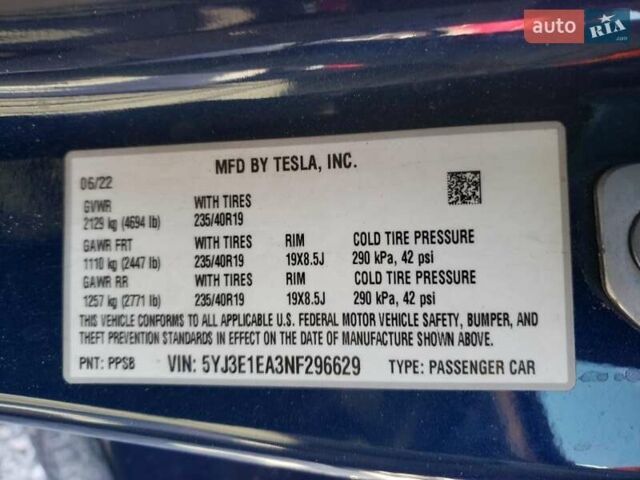 auto RIA .com
MFD BY TESLA, INC.
06/22
GVWR WITH TIRES
2129 kg (4694 lb) 235/40R19
GAWR FRT WITH TIRES RIM COLD TIRE PRESSURE
1110 kg (2447 lb) 235/40R19 19X8.5J 290 kPa, 42 psi
GAWR RR WITH TIRES RIM COLD TIRE PRESSURE
1257 kg (2771 lb) 235/40R19 19X8.5J 290 kPa, 42 psi
THIS VEHICLE CONFORMS TO ALL APPLICABLE U.S. FEDERAL MOTOR VEHICLE SAFETY, BUMPER, AND
THEFT PREVENTION STANDARDS IN EFFECT ON THE DATE OF MANUFACTURE SHOWN ABOVE.
PNT: PPSB VIN: 5YJ3E1EA3NF296629 TYPE: PASSENGER CAR